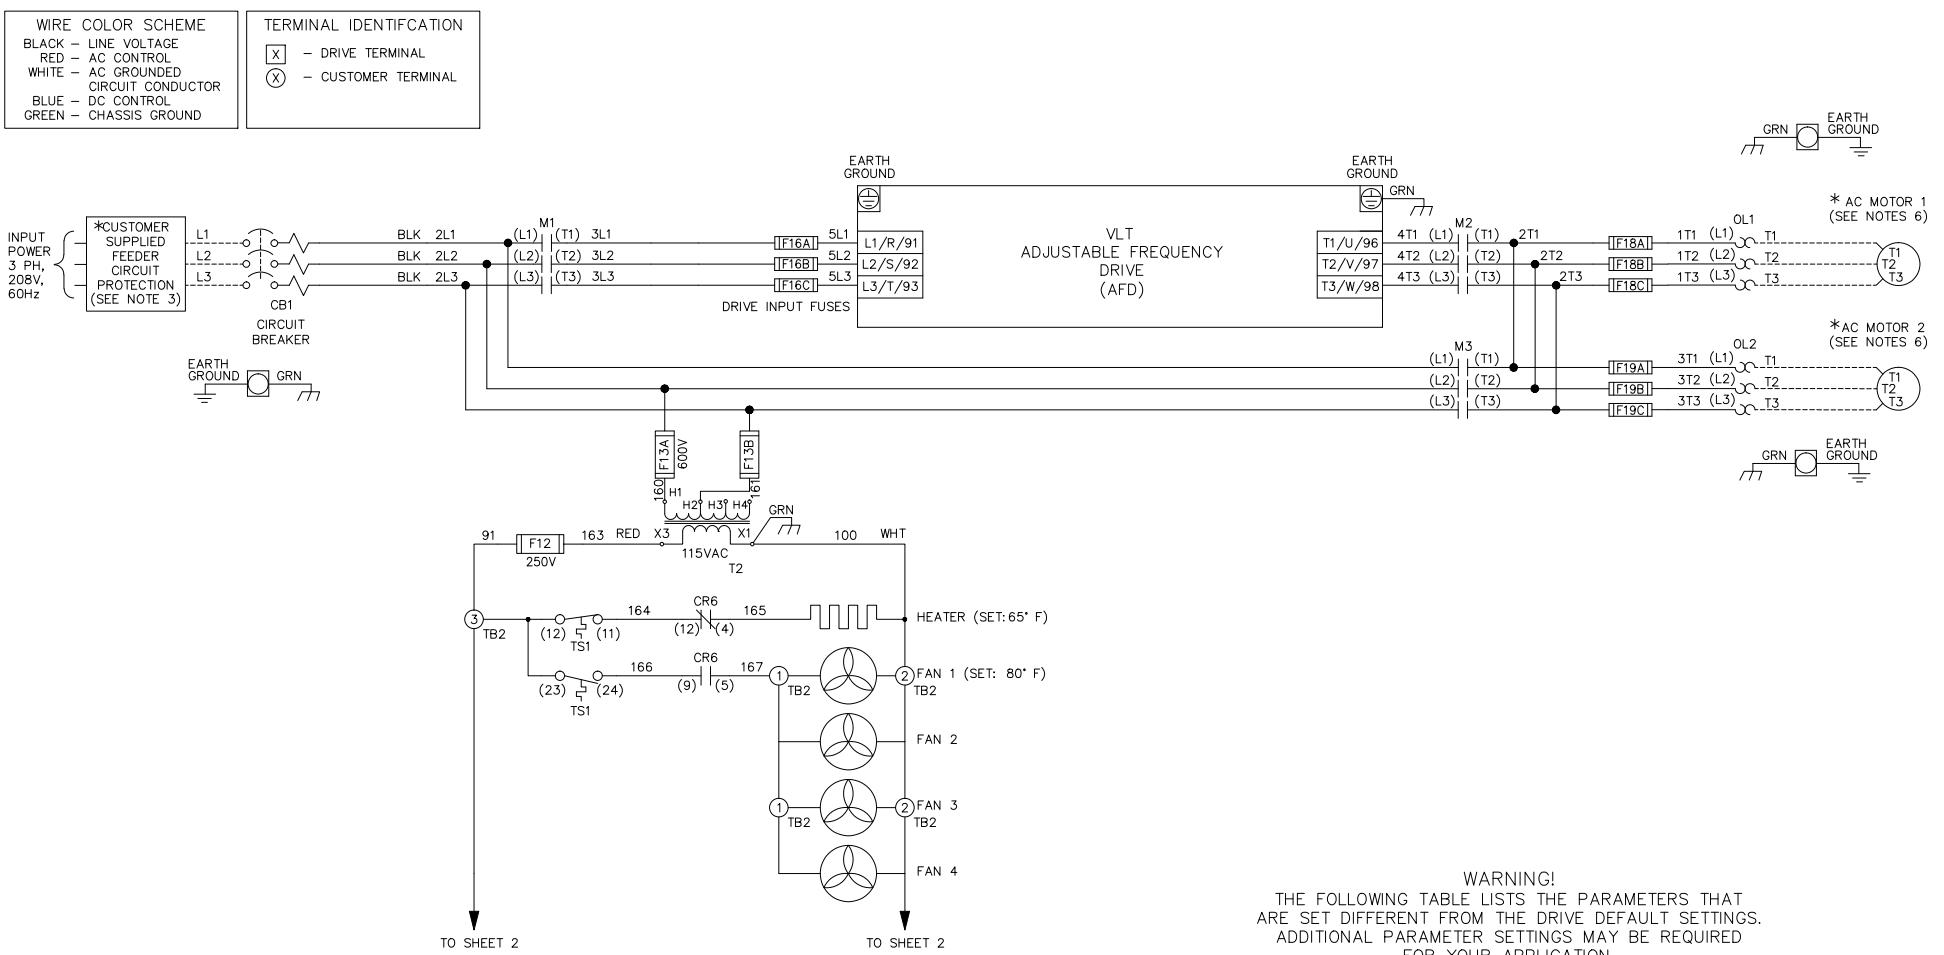 WIRE COLOR SCHEME
BLACK – LINE VOLTAGE
RED – AC CONTROL
WHITE – AC GROUNDED
CIRCUIT CONDUCTOR
BLUE – DC CONTROL
GREEN – CHASSIS GROUND
TERMINAL IDENTIFCATION
X – DRIVE TERMINAL
X – CUSTOMER TERMINAL
GRN
EARTH
GROUND
INPUT
POWER
3 PH,
208V,
60Hz
*CUSTOMER
SUPPLIED
FEEDER
CIRCUIT
PROTECTION
(SEE NOTE 3)
L1
L2
L3
CB1
CIRCUIT
BREAKER
BLK 2L1
BLK 2L2
BLK 2L3
M1
(L1) (T1) 3L1
(L2) (T2) 3L2
(L3) (T3) 3L3
F16A 5L1
F16B 5L2
F16C 5L3
DRIVE INPUT FUSES
EARTH
GROUND
L1/R/91
L2/S/92
L3/T/93
VLT
ADJUSTABLE FREQUENCY
DRIVE
(AFD)
EARTH
GROUND
GRN
T1/U/96
T2/V/97
T3/W/98
M2
4T1 (L1) (T1) 2T1
4T2 (L2) (T2) 2T2
4T3 (L3) (T3) 2T3
F18A
F18B
F18C
OL1
1T1 (L1) T1
1T2 (L2) T2
1T3 (L3) T3
* AC MOTOR 1
(SEE NOTES 6)
T1
T2
T3
EARTH
GROUND
GRN
M3
(L1) (T1)
(L2) (T2)
(L3) (T3)
F19A
F19B
F19C
OL2
3T1 (L1) T1
3T2 (L2) T2
3T3 (L3) T3
*AC MOTOR 2
(SEE NOTES 6)
T1
T2
T3
GRN
EARTH
GROUND
F13A
600V
F13B
160
161
H1
H2 H3 H4
GRN
91
F12
250V
163
RED
X3
X1
115VAC
T2
100
WHT
3
TB2
(12) (11)
TS1
164
CR6
(12) (4)
165
HEATER (SET:65° F)
(23) (24)
TS1
166
CR6
(9) (5)
167
1
TB2
2
TB2
FAN 1 (SET: 80° F)
FAN 2
1
TB2
2
TB2
FAN 3
FAN 4
TO SHEET 2
TO SHEET 2
WARNING!
THE FOLLOWING TABLE LISTS THE PARAMETERS THAT
ARE SET DIFFERENT FROM THE DRIVE DEFAULT SETTINGS.
ADDITIONAL PARAMETER SETTINGS MAY BE REQUIRED
FOR YOUR APPLICATION